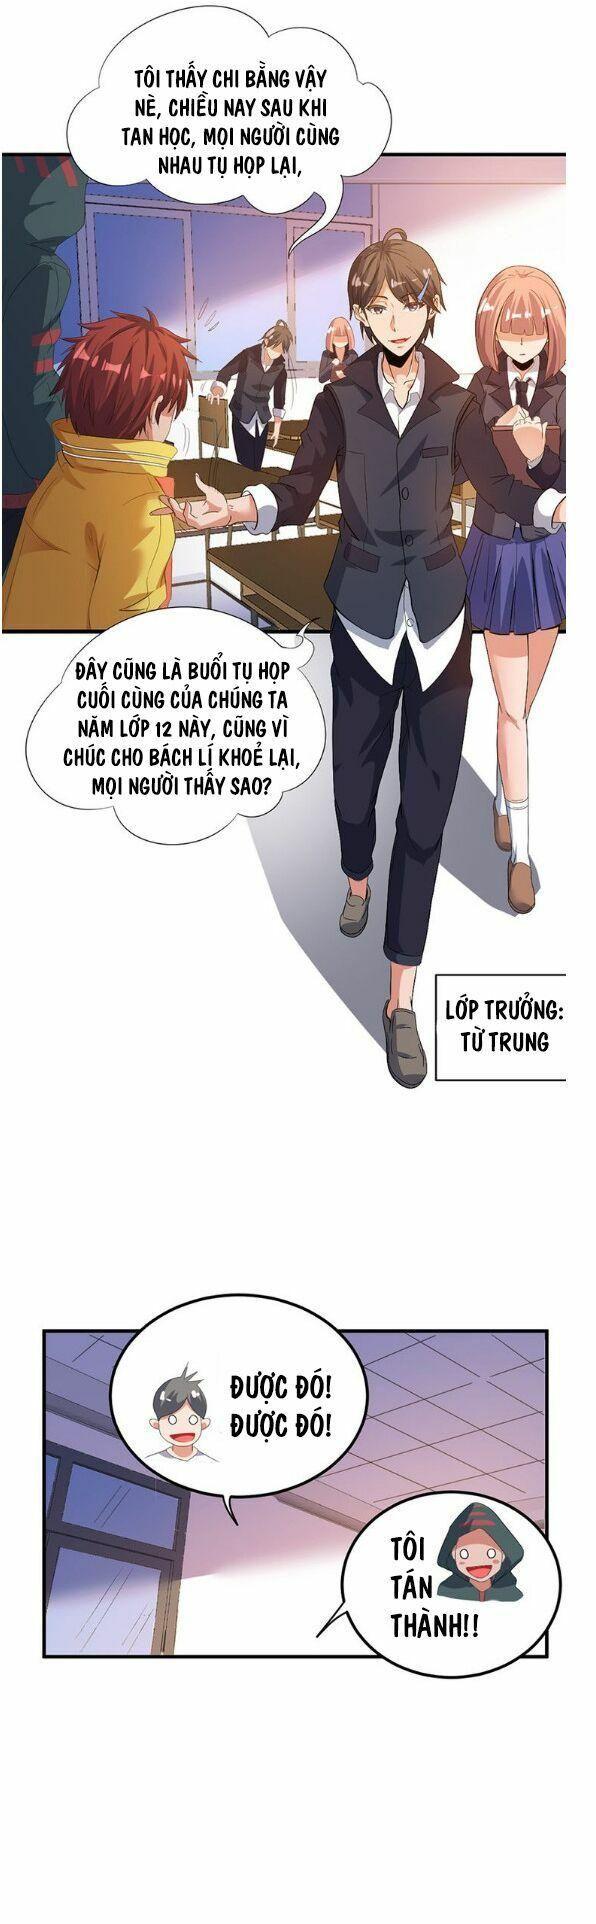 TÔI THẤY CHI BẰNG VẬY
NÈ, CHIỀU NAY SAU KHI
TAN HỌC, MỌI NGƯỜI CÙNG
NHAU TỤ HỌP LẠI,
ĐÂY CŨNG LÀ BUỔI TỤ HỌP
CUỐI CÙNG CỦA CHÚNG TA
NĂM LỚP 12 NÀY, CŨNG VÌ
CHÚC CHO BÁCH LÍ KHOẺ LẠI,
MỌI NGƯỜI THẤY SAO?
LỚP TRƯỞNG:
TỪ TRUNG
ĐƯỢC ĐÓ!
ĐƯỢC ĐÓ!
TÔI
TÁN
THÀNH!!